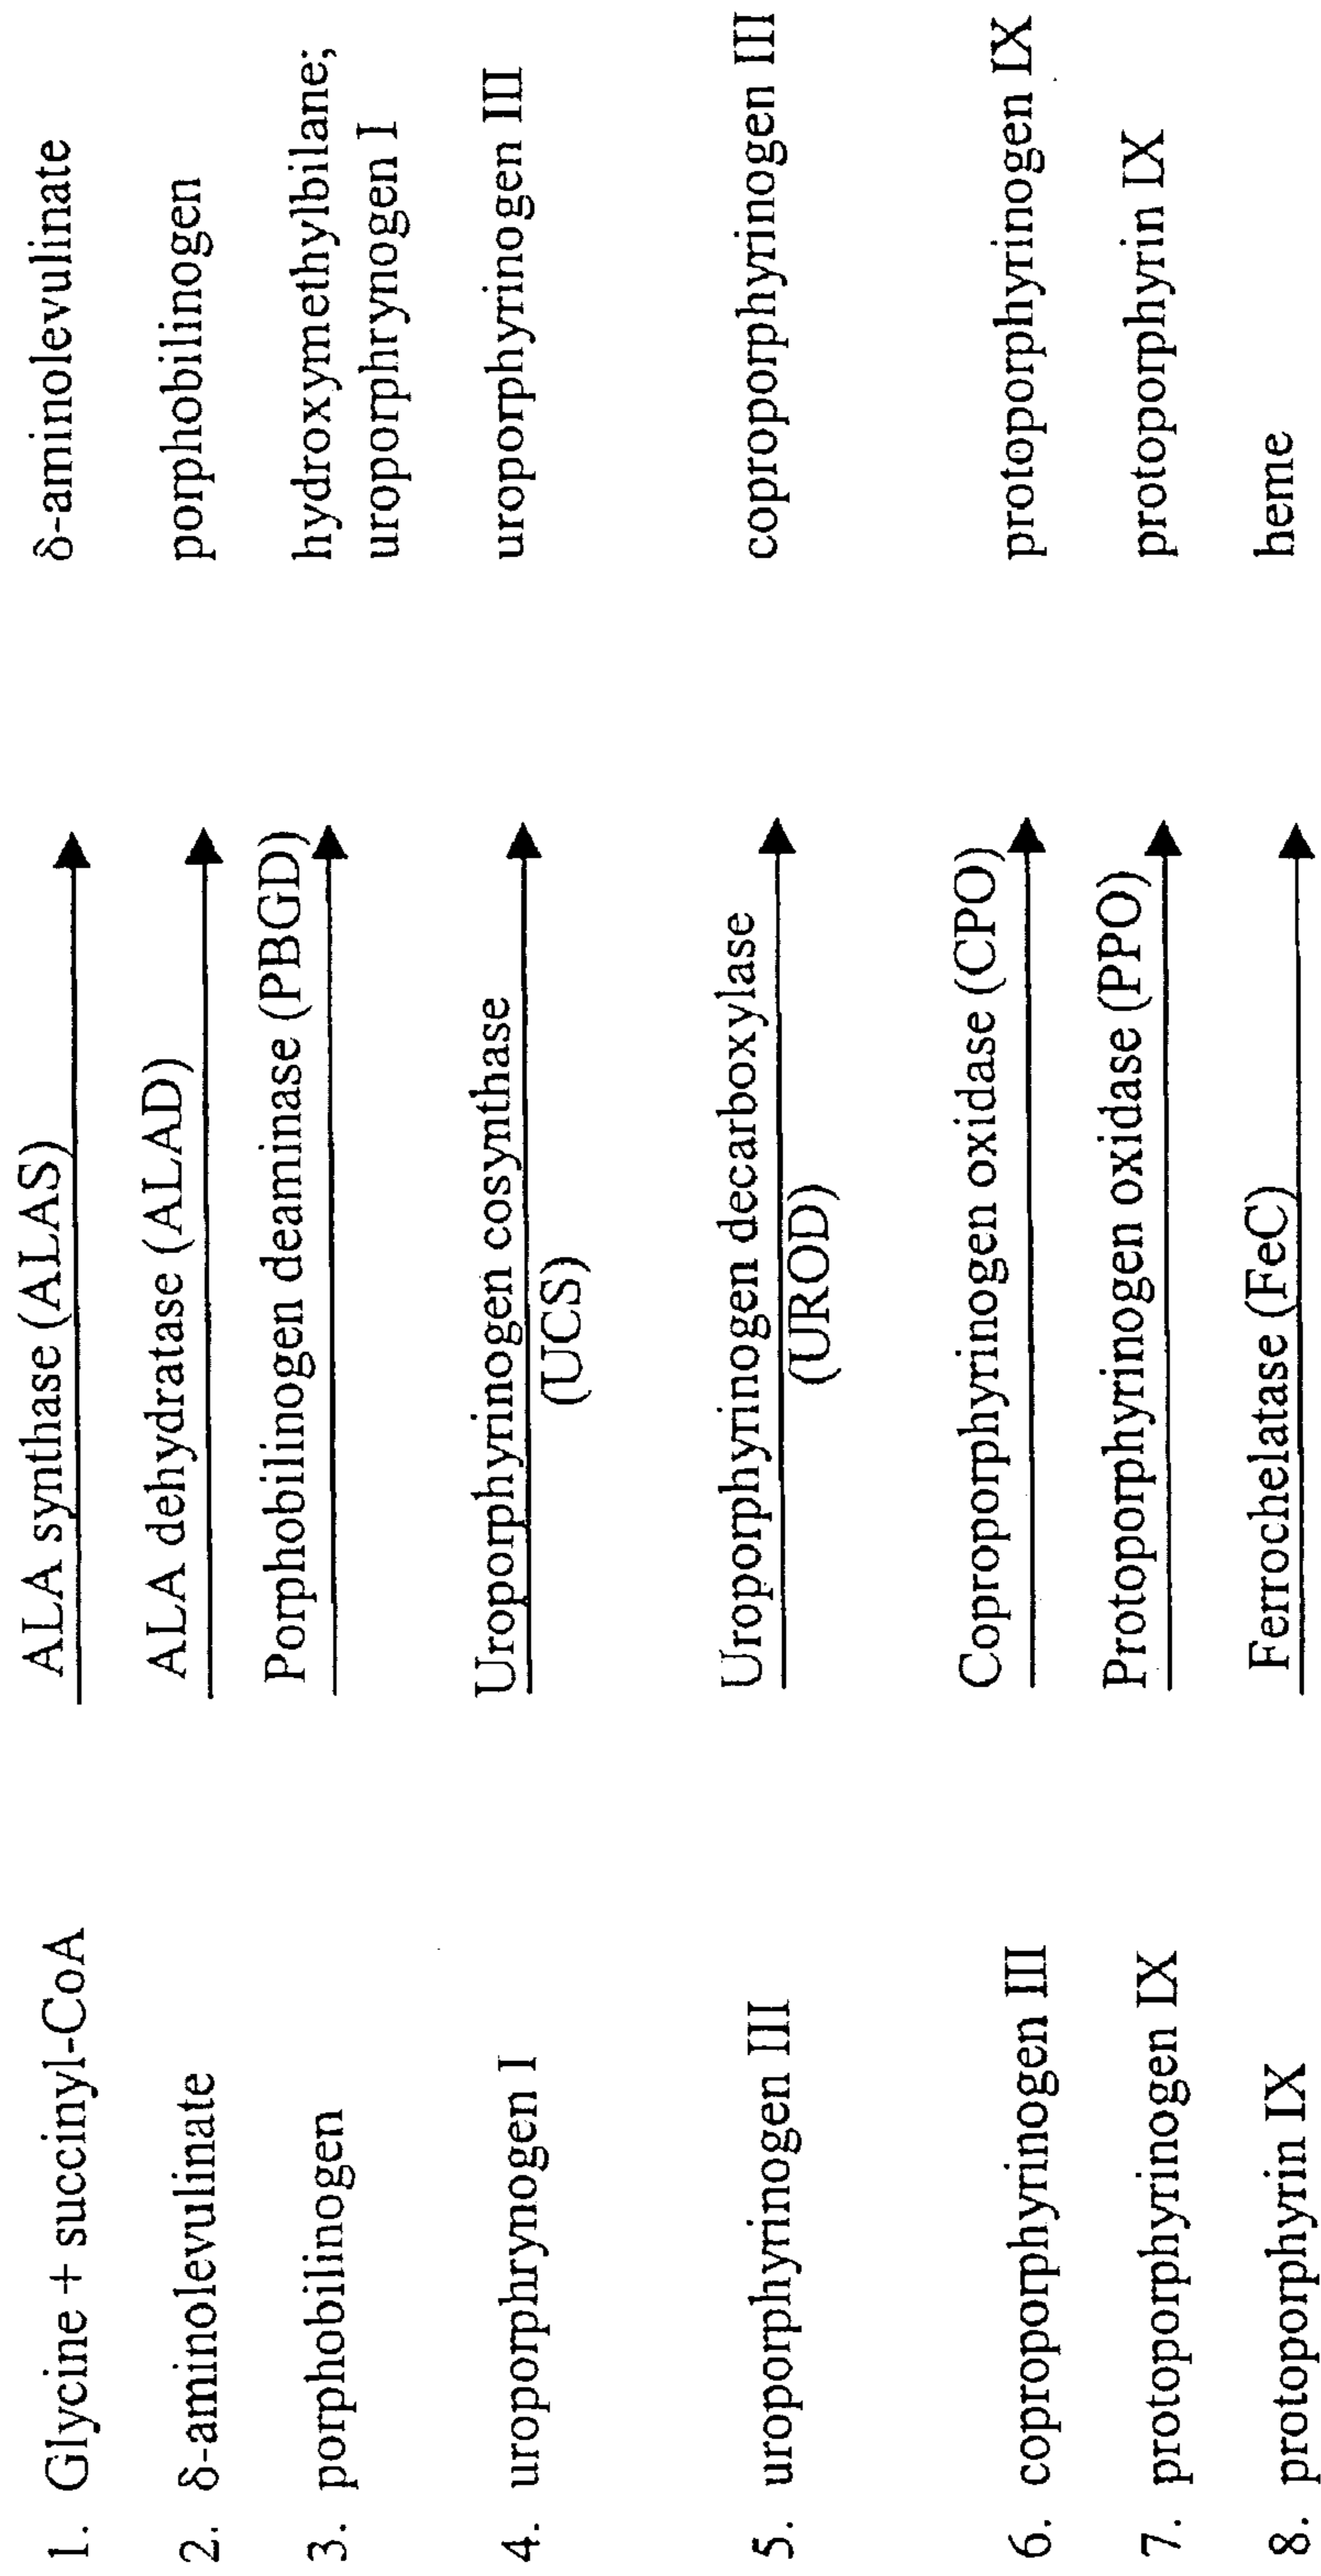 1. Glycine + succinyl-CoA ALA synthase (ALAS) δ-aminolevulinate
2. δ-aminolevulinate ALA dehydratase (ALAD) porphobilinogen
3. porphobilinogen Porphobilinogen deaminase (PBGD) hydroxymethylbilane;
uroporphrynogen I
4. uroporphrynogen I Uroporphyrinogen cosynthase uroporphyrinogen III
(UCS)
5. uroporphyrinogen III Uroporphyrinogen decarboxylase coproporphyrinogen III
(UROD)
6. coproporphyrinogen III Coproporphyrinogen oxidase (CPO) protoporphyrinogen IX
7. protoporphyrinogen IX Protoporphyrinogen oxidase (PPO) protoporphyrin IX
8. protoporphyrin IX Ferrochelatase (FeC) heme